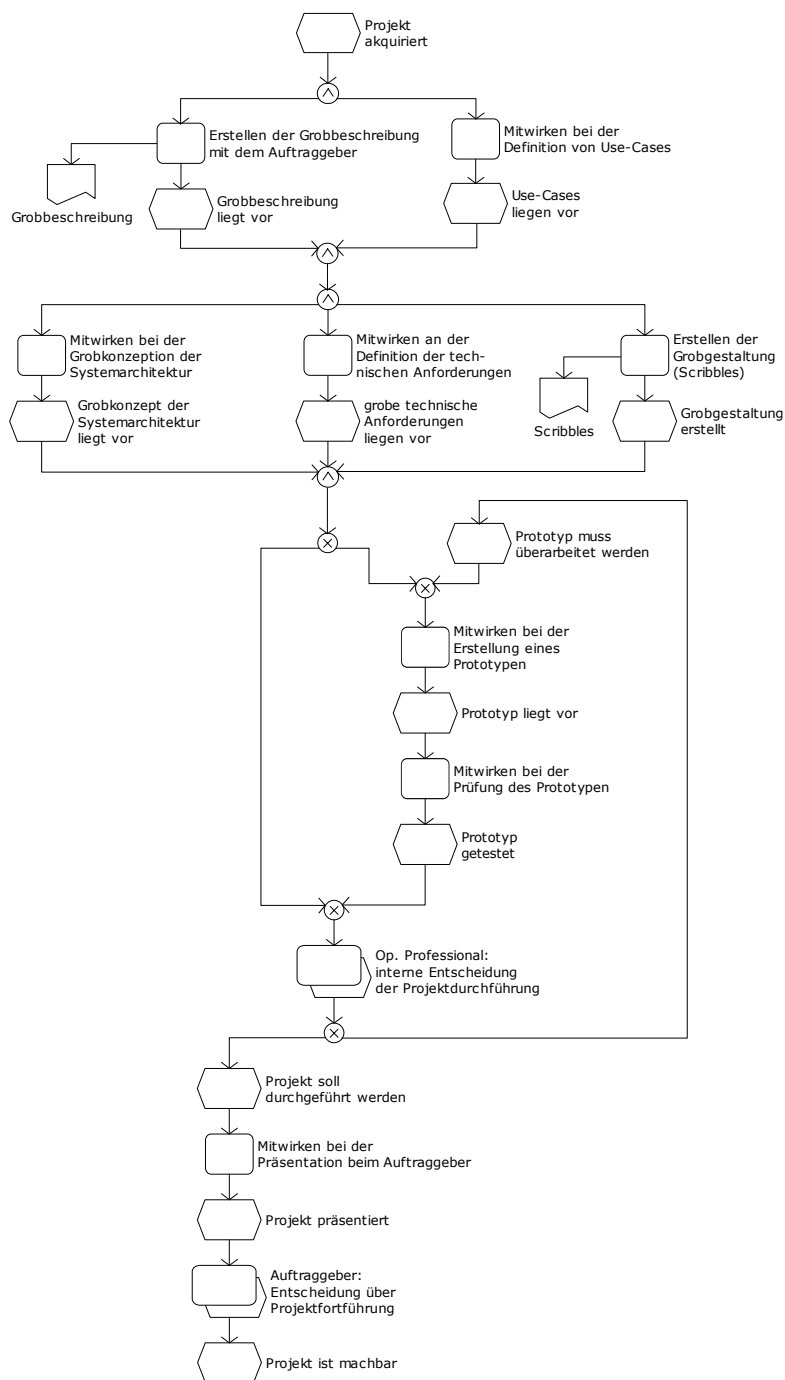 Projekt
akquiriert
Erstellen der Grobbeschreibung
mit dem Auftraggeber
Mitwirken bei der
Definition von Use-Cases
Grobbeschreibung
Grobbeschreibung
liegt vor
Use-Cases
liegen vor
Mitwirken bei der
Grobkonzeption der
Systemarchitektur
Mitwirken an der
Definition der tech-
nischen Anforderungen
Erstellen der
Grobgestaltung
(Scribbles)
Grobkonzept der
Systemarchitektur
liegt vor
grobe technische
Anforderungen
liegen vor
Scribbles
Grobgestaltung
erstellt
Prototyp muss
überarbeitet werden
Mitwirken bei der
Erstellung eines
Prototypen
Prototyp liegt vor
Mitwirken bei der
Prüfung des Prototypen
Prototyp
getestet
Op. Professional:
interne Entscheidung
der Projektdurchführung
Projekt soll
durchgeführt werden
Mitwirken bei der
Präsentation beim Auftraggeber
Projekt präsentiert
Auftraggeber:
Entscheidung über
Projektfortführung
Projekt ist machbar